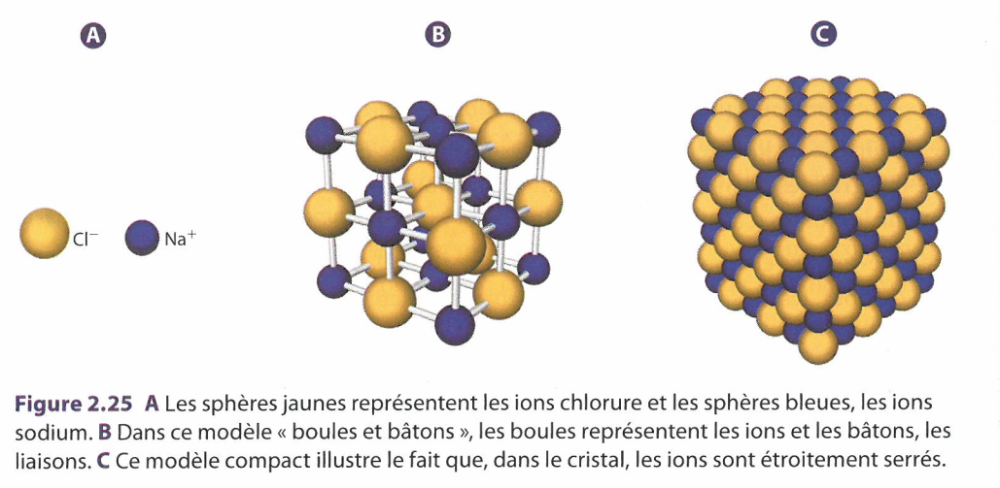 A
B
C
Cl⁻
Na⁺
Figure 2.25 A Les sphères jaunes représentent les ions chlorure et les sphères bleues, les ions
sodium. B Dans ce modèle « boules et bâtons », les boules représentent les ions et les bâtons, les
liaisons. C Ce modèle compact illustre le fait que, dans le cristal, les ions sont étroitement serrés.